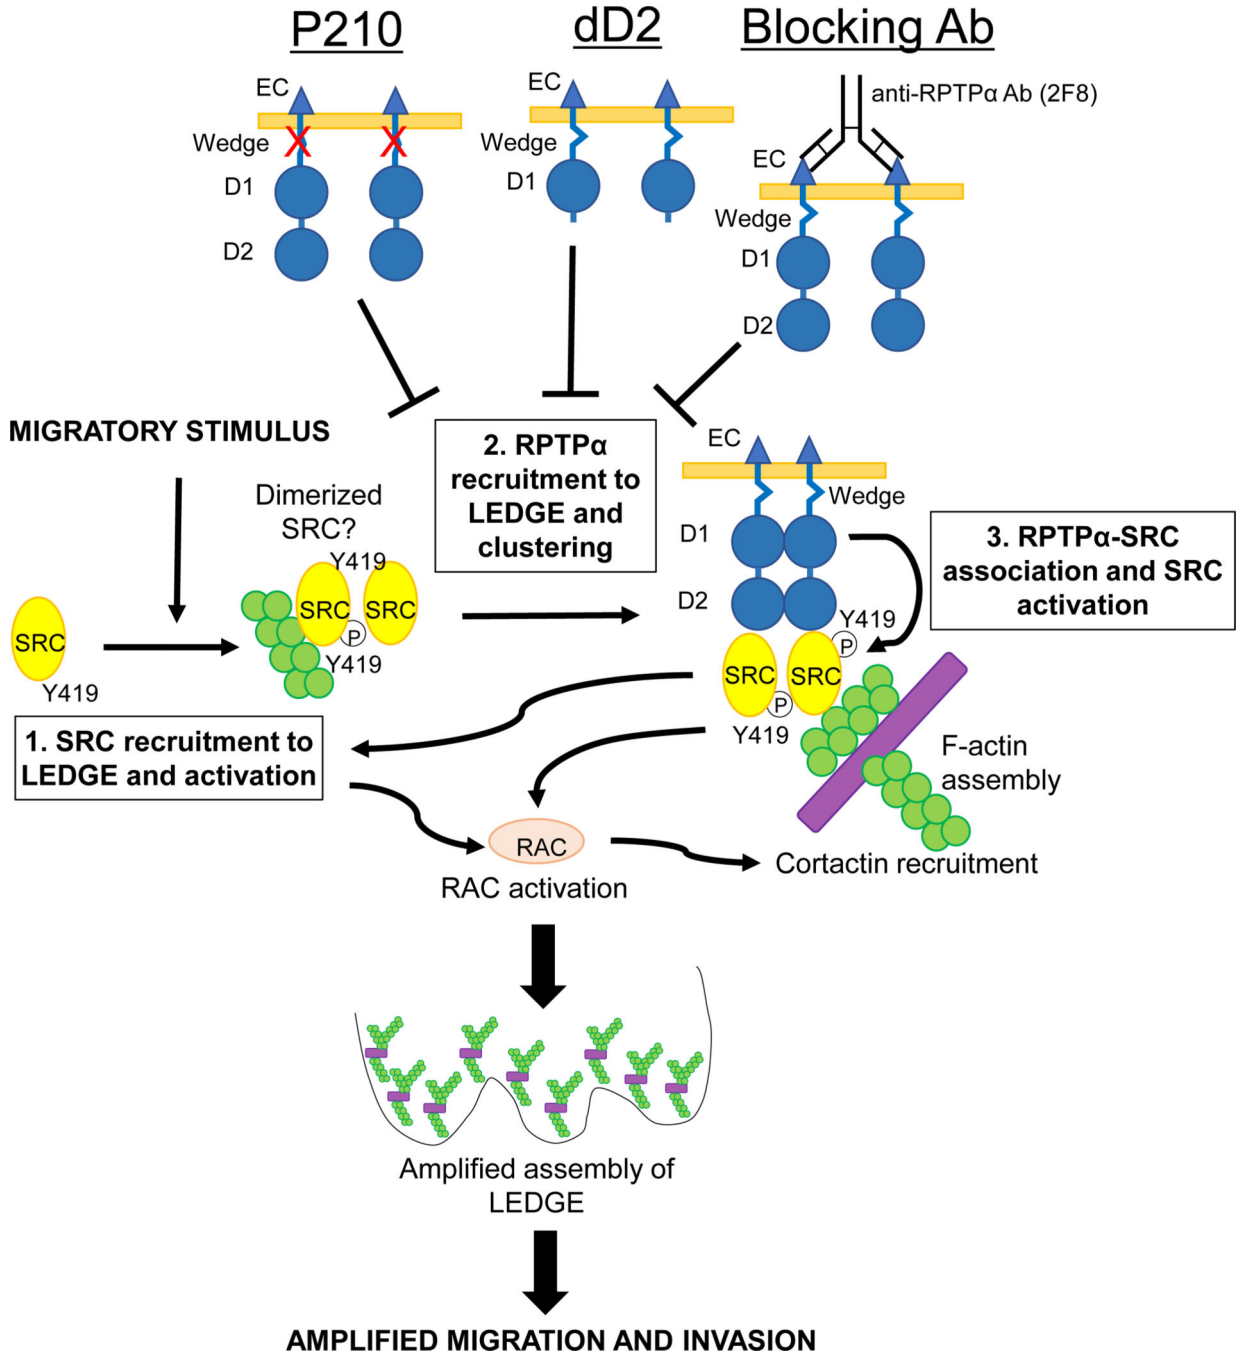 P210
dD2
Blocking Ab
EC
Wedge
D1
D2
EC
Wedge
D1
anti-RPTPα Ab (2F8)
EC
Wedge
D1
D2
MIGRATORY STIMULUS
Dimerized
SRC?
Y419
SRC
SRC
P
Y419
SRC
Y419
1. SRC recruitment to
LEDGE and activation
2. RPTPα
recruitment to
LEDGE and
clustering
EC
Wedge
D1
D2
Y419
P
SRC
SRC
P
Y419
3. RPTPα-SRC
association and SRC
activation
F-actin
assembly
Cortactin recruitment
RAC
RAC activation
Amplified assembly of
LEDGE
AMPLIFIED MIGRATION AND INVASION